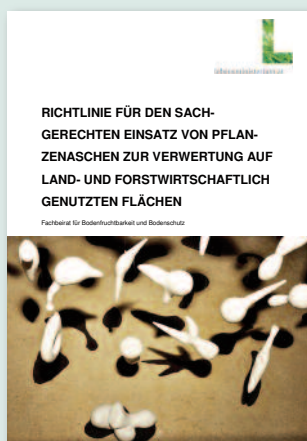 RICHTLINIE FÜR DEN SACH-
GERECHTEN EINSATZ VON PFLAN-
ZENASCHEN ZUR VERWERTUNG AUF
LAND- UND FORSTWIRTSCHAFTLICH
GENUTZTEN FLÄCHEN
Fachbeirat für Bodenfruchtbarkeit und Bodenschutz